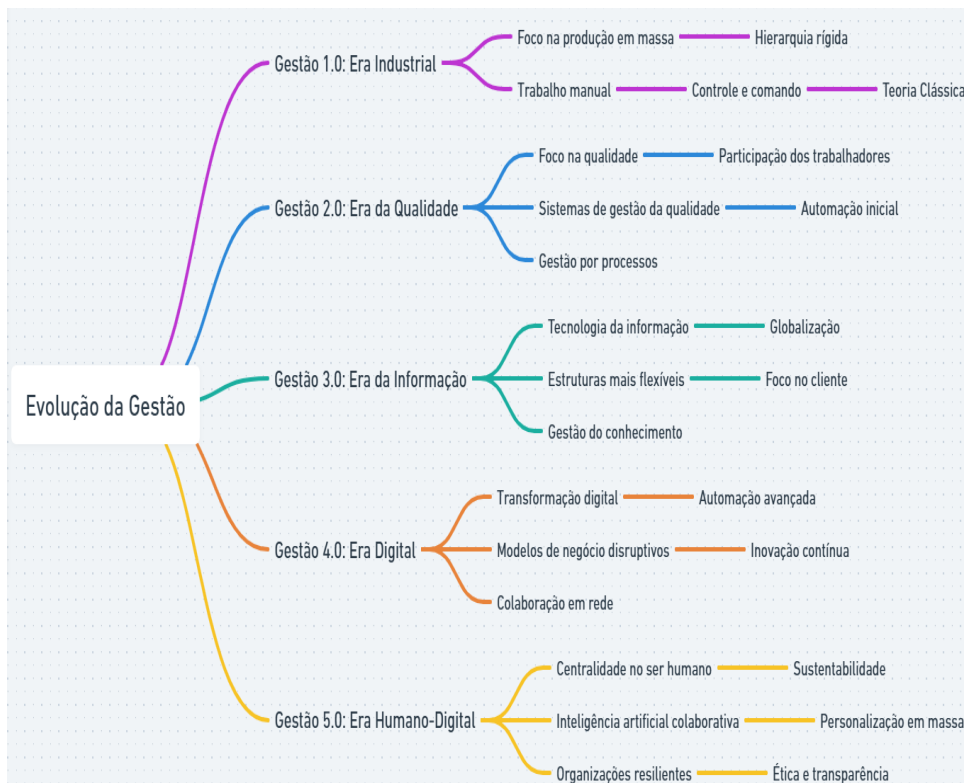 Evolução da Gestão
Gestão 1.0: Era Industrial
Foco na produção em massa
Hierarquia rígida
Trabalho manual
Controle e comando
Teoria Clássica
Gestão 2.0: Era da Qualidade
Foco na qualidade
Participação dos trabalhadores
Sistemas de gestão da qualidade
Automação inicial
Gestão por processos
Gestão 3.0: Era da Informação
Tecnologia da informação
Globalização
Estruturas mais flexíveis
Foco no cliente
Gestão do conhecimento
Gestão 4.0: Era Digital
Transformação digital
Automação avançada
Modelos de negócio disruptivos
Inovação contínua
Colaboração em rede
Gestão 5.0: Era Humano-Digital
Centralidade no ser humano
Sustentabilidade
Inteligência artificial colaborativa
Personalização em massa
Organizações resilientes
Ética e transparência